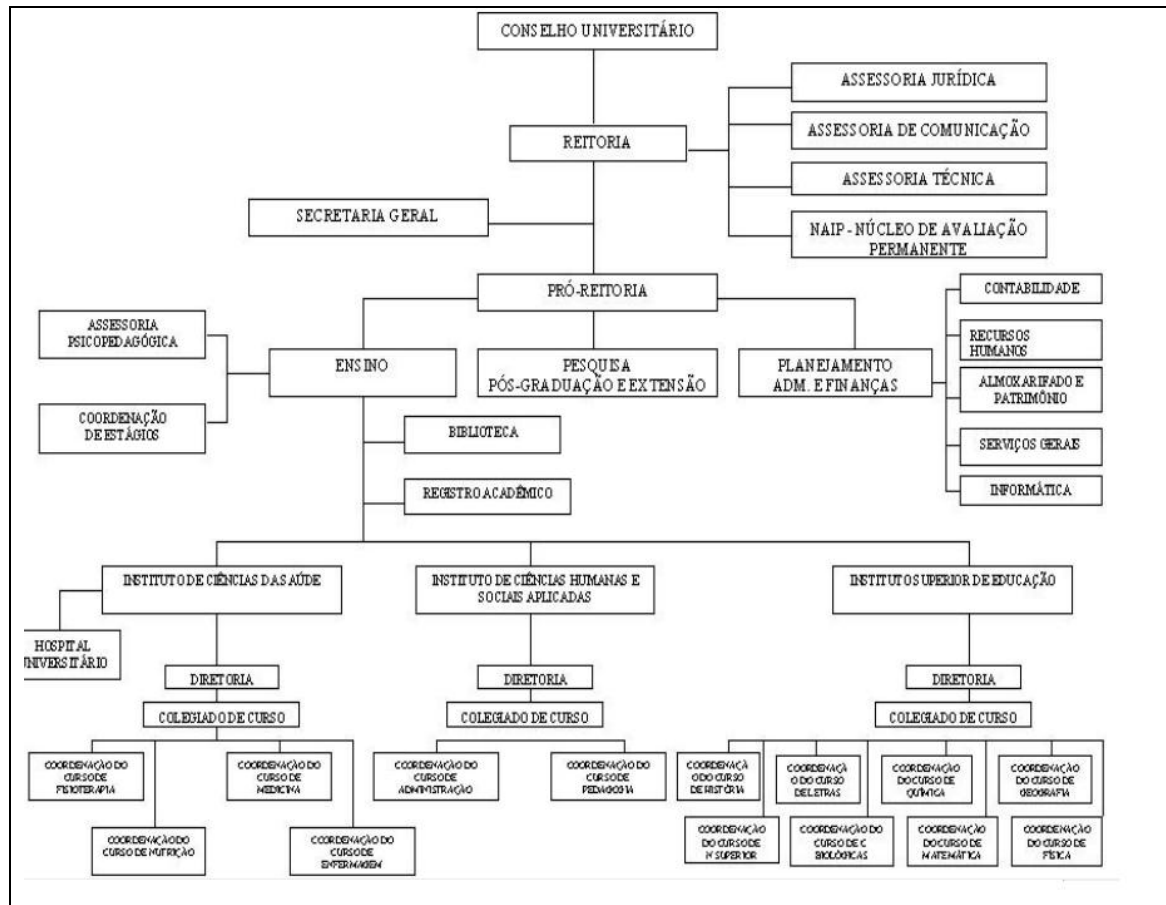 CONSELHO UNIVERSITÁRIO
ASSESSORIA JURÍDICA
ASSESSORIA DE COMUNICAÇÃO
REITORIA
ASSESSORIA TÉCNICA
SECRETARIA GERAL
NAIP - NÚCLEO DE AVALIAÇÃO
PERMANENTE
PRÓ-REITORIA
CONTABILIDADE
ASSESSORIA
PSICOPEDAGÓGICA
ENSINO
PESQUISA
PÓS-GRADUAÇÃO E EXTENSÃO
PLANEJAMENTO
ADM. E FINANÇAS
RECURSOS
HUMANOS
ALMOXARIFADO E
PATRIMÔNIO
COORDENAÇÃO
DE ESTÁGIOS
BIBLIOTECA
SERVIÇOS GERAIS
REGISTRO ACADÊMICO
INFORMÁTICA
INSTITUTO DE CIÊNCIAS DA SAÚDE
INSTITUTO DE CIÊNCIAS HUMANAS E
SOCIAIS APLICADAS
INSTITUTO SUPERIOR DE EDUCAÇÃO
HOSPITAL
UNIVERSITÁRIO
DIRETORIA
DIRETORIA
DIRETORIA
COLEGIADO DE CURSO
COLEGIADO DE CURSO
COLEGIADO DE CURSO
COORDENAÇÃO DO
CURSO DE
FISIOTERAPIA
COORDENAÇÃO DO
CURSO DE
MEDICINA
COORDENAÇÃO DO
CURSO DE
ADMINISTRAÇÃO
COORDENAÇÃO DO
CURSO DE
PEDAGOGIA
COORDENAÇÃ
O DO CURSO
DE HISTÓRIA
COORDENAÇÃ
O DO CURSO
DE LETRAS
COORDENAÇÃO
DO CURSO DE
QUÍMICA
COORDENAÇÃO
DO CURSO DE
GEOGRAFIA
COORDENAÇÃO DO
CURSO DE NUTRIÇÃO
COORDENAÇÃO DO
CURSO DE
ENFERMAGEM
COORDENAÇÃO
DO CURSO DE
N SUPERIOR
COORDENAÇÃO DO
CURSO DE C
BIOLÓGICAS
COORDENAÇÃO
DO CURSO DE
MATEMÁTICA
COORDENAÇÃO
DO CURSO DE
FÍSICA